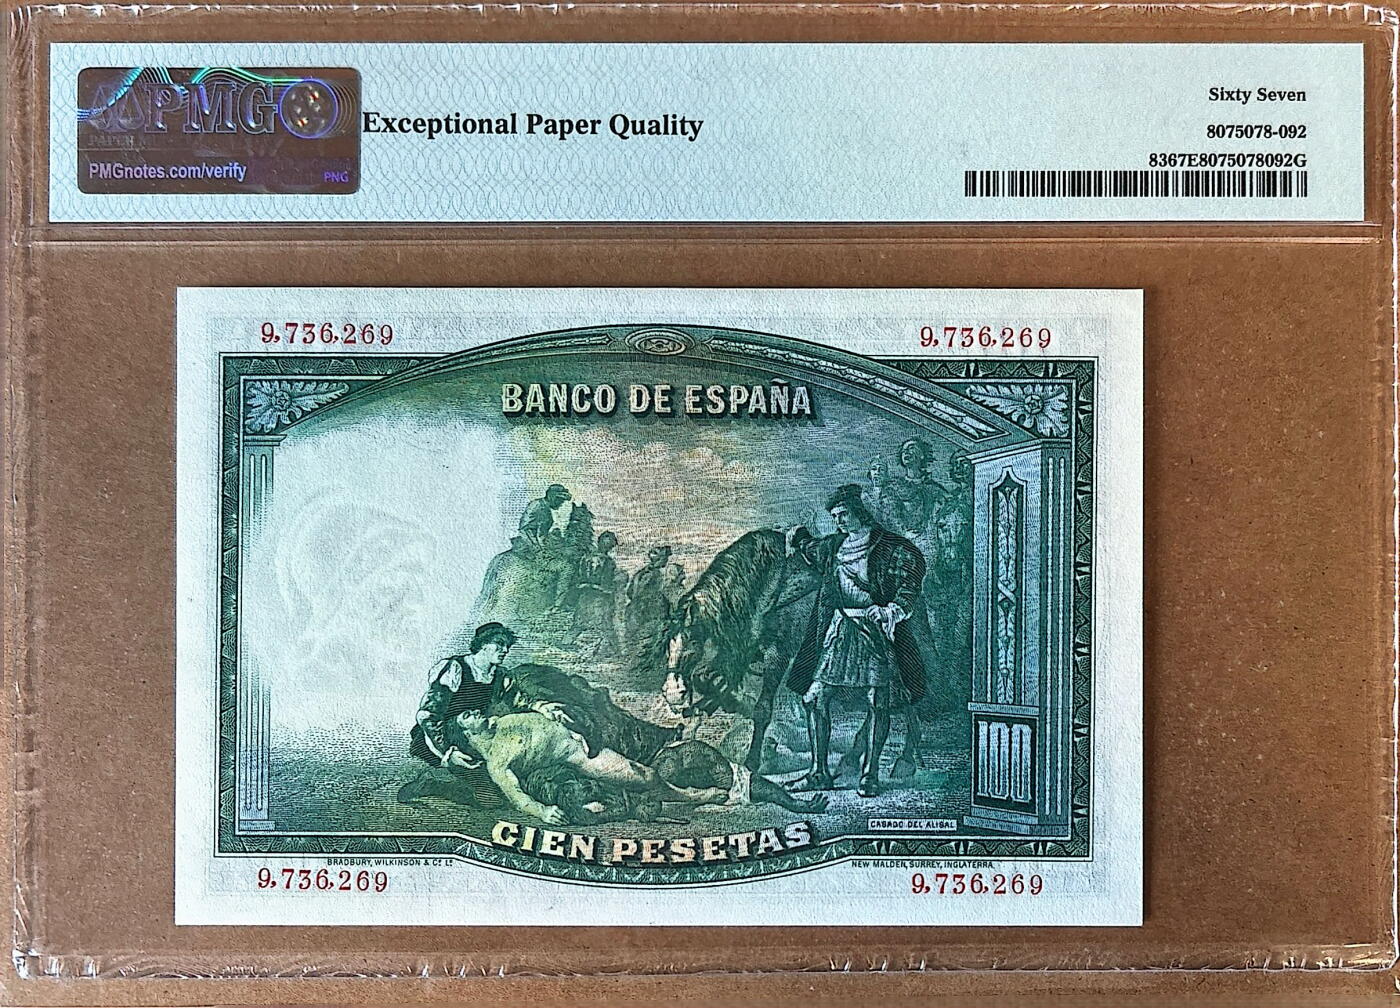 PMG
PMGnotes.com/verify
PNG
Exceptional Paper Quality
Sixty Seven
8075078-092
8367E8075078092G
9,736,269
9,736,269
BANCO DE ESPAÑA
100
CASADO DEL ALISAL
CIEN PESETAS
BRADBURY, WILKINSON & Cº Lº
NEW MALDEN, SURREY, INGLATERRA.
9,736,269
9,736,269